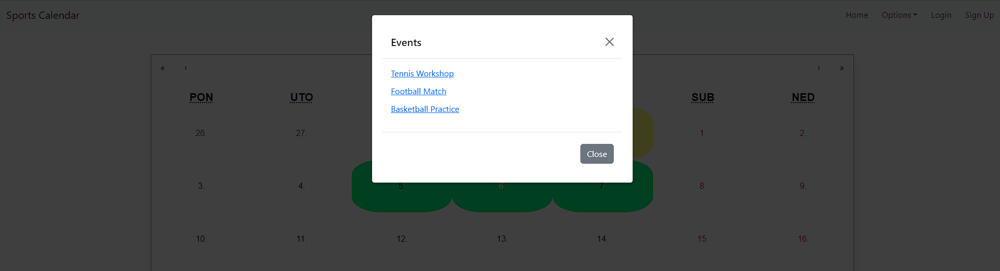 Sports Calendar
Home Options Login Sign Up
Events
« ‹ › »
Tennis Workshop
PON UTO SUB NED
Football Match
Basketball Practice
26. 27. 1. 2.
Close
3. 4. 5. 6. 7. 8. 9.
10. 11. 12. 13. 14. 15. 16.